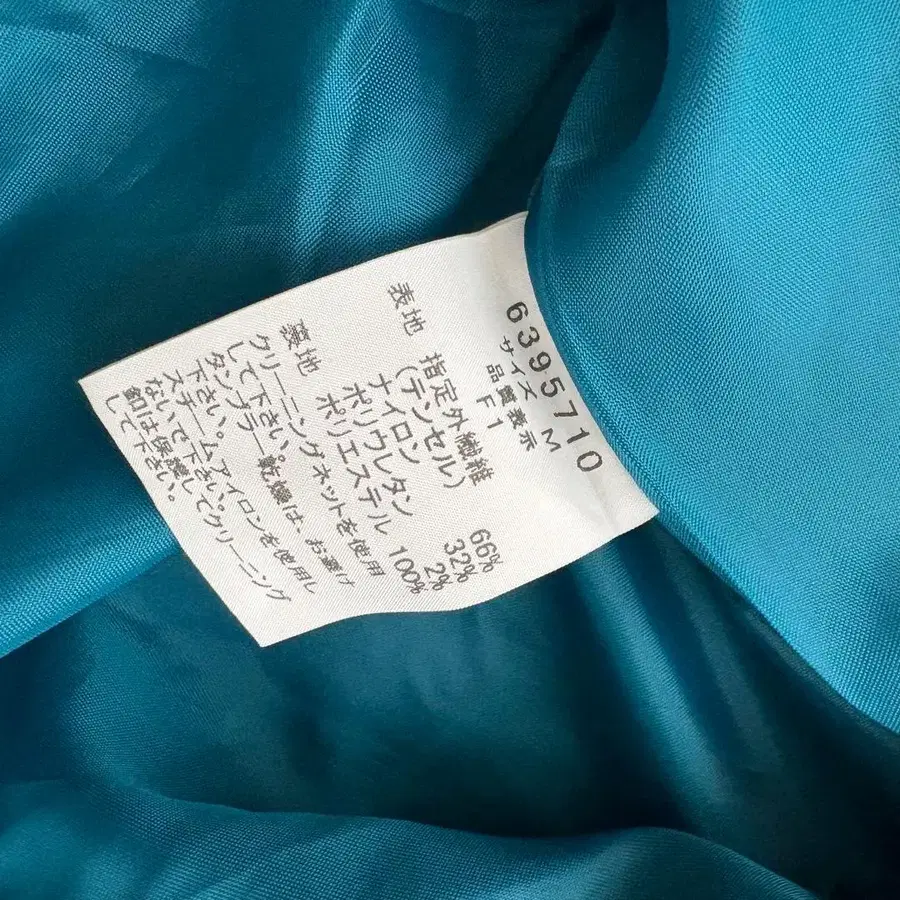 6395710
サイズ表示 M
品質 F1
表地 指定外繊維
(テンセル) 66%
ナイロン 32%
ポリウレタン 2%
裏地 ポリエステル 100%
クリーニングネットを使用
して下さい。
タンブラー乾燥は、お避け
下さい。
スチームアイロンを使用し
ないで下さい。
釦は保護してクリーニング
して下さい。